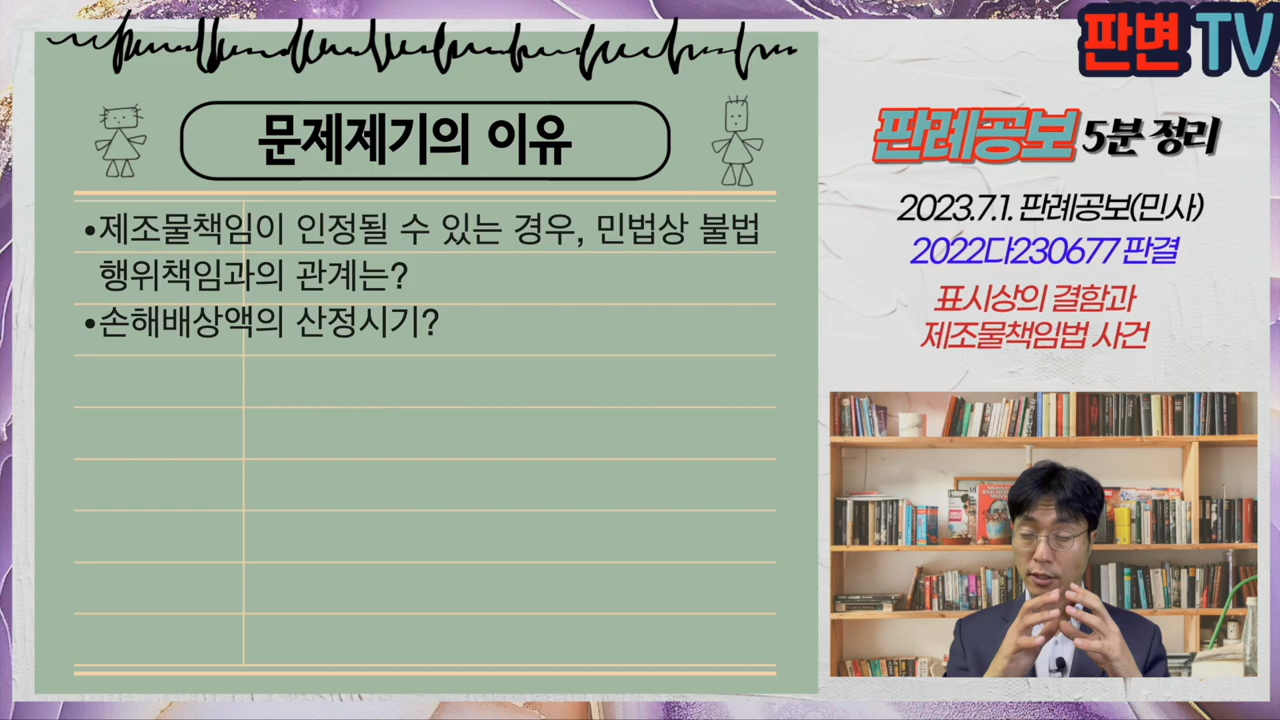 판변 TV
문제제기의 이유
•제조물책임이 인정될 수 있는 경우, 민법상 불법
행위책임과의 관계는?
•손해배상액의 산정시기?
판례공보 5분 정리
2023.7.1. 판례공보(민사)
2022다230677 판결
표시상의 결함과
제조물책임법 사건